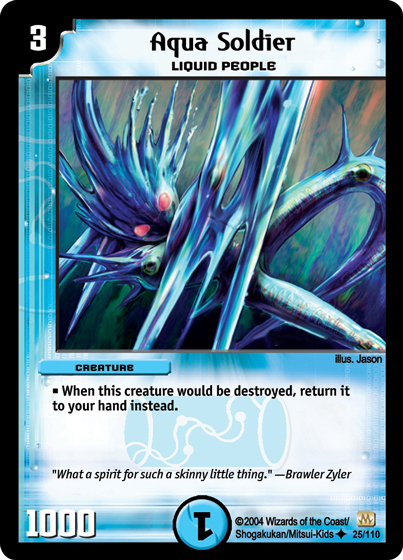 3
Aqua Soldier
LIQUID PEOPLE
illus. Jason
CREATURE
▪ When this creature would be destroyed, return it
to your hand instead.
"What a spirit for such a skinny little thing." —Brawler Zyler
1000
1
©2004 Wizards of the Coast/
Shogakukan/Mitsui-Kids ✦ 25/110